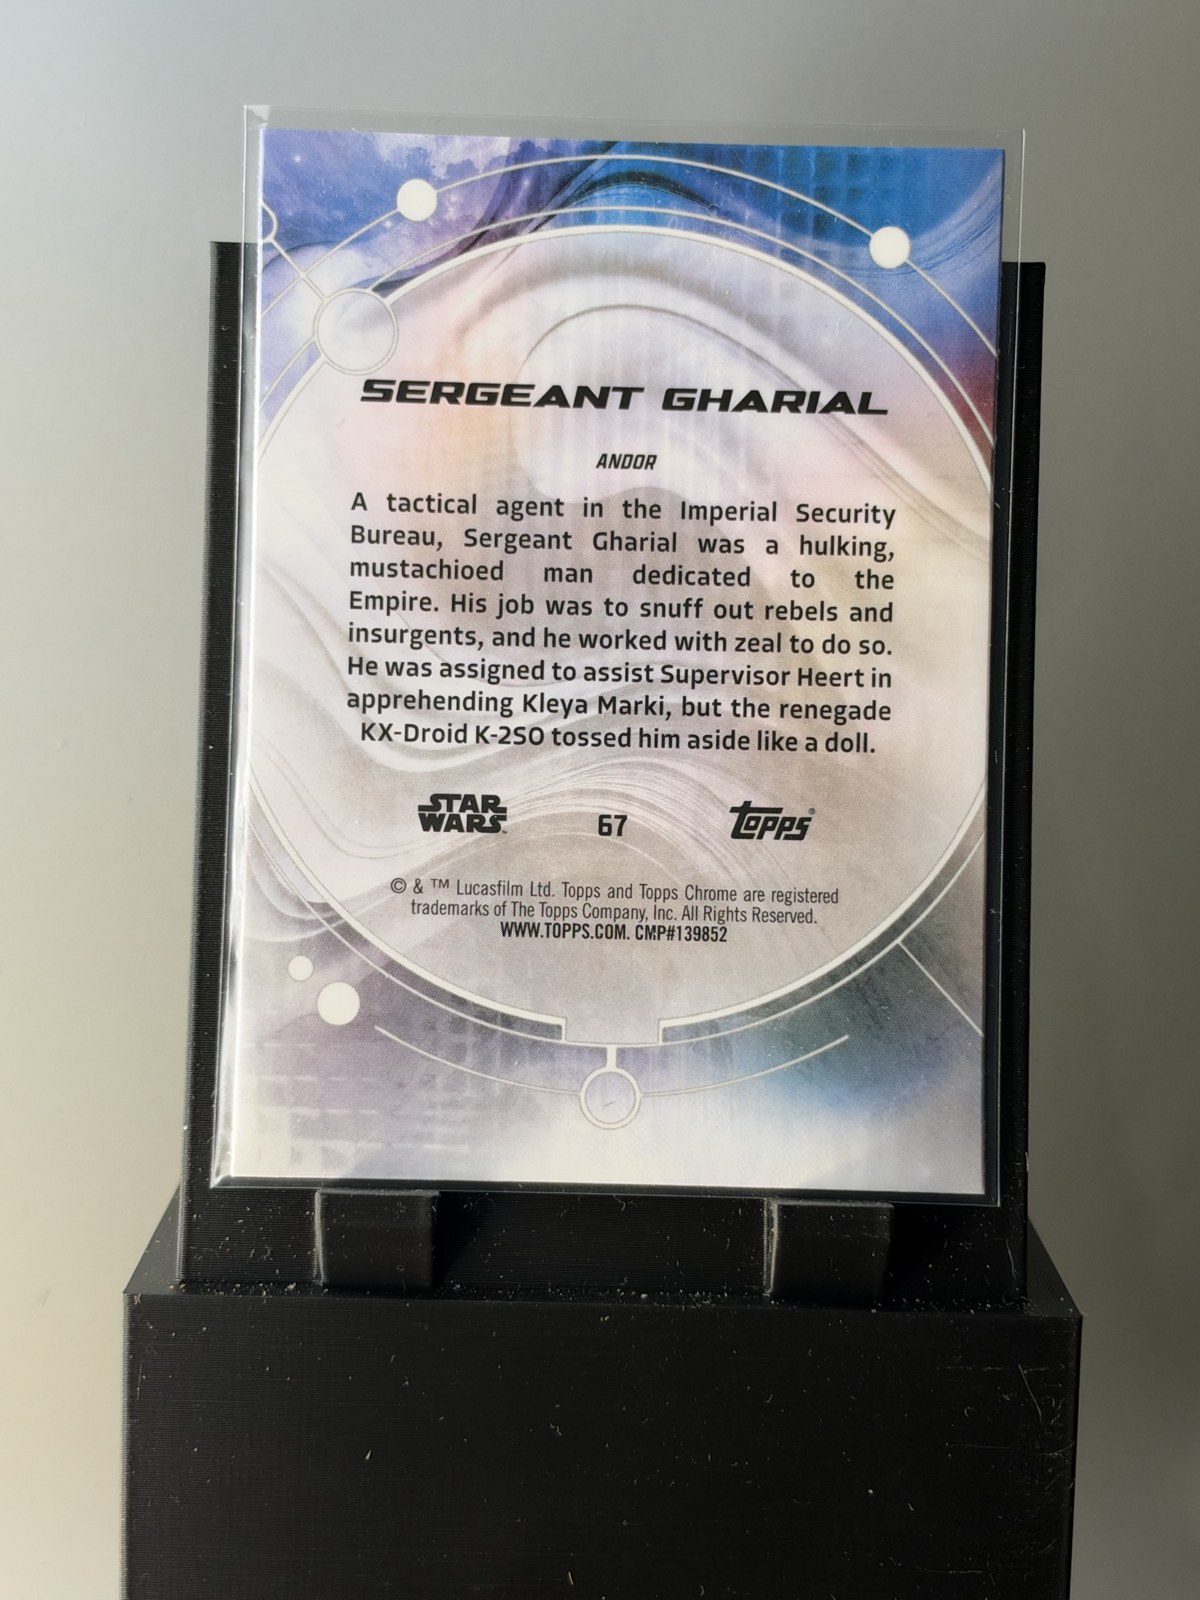 SERGEANT GHARIAL
ANDOR
A tactical agent in the Imperial Security
Bureau, Sergeant Gharial was a hulking,
mustachioed man dedicated to the
Empire. His job was to snuff out rebels and
insurgents, and he worked with zeal to do so.
He was assigned to assist Supervisor Heert in
apprehending Kleya Marki, but the renegade
KX-Droid K-2SO tossed him aside like a doll.
STAR WARS™ 67 Topps®
© & ™ Lucasfilm Ltd. Topps and Topps Chrome are registered
trademarks of The Topps Company, Inc. All Rights Reserved.
WWW.TOPPS.COM. CMP#139852